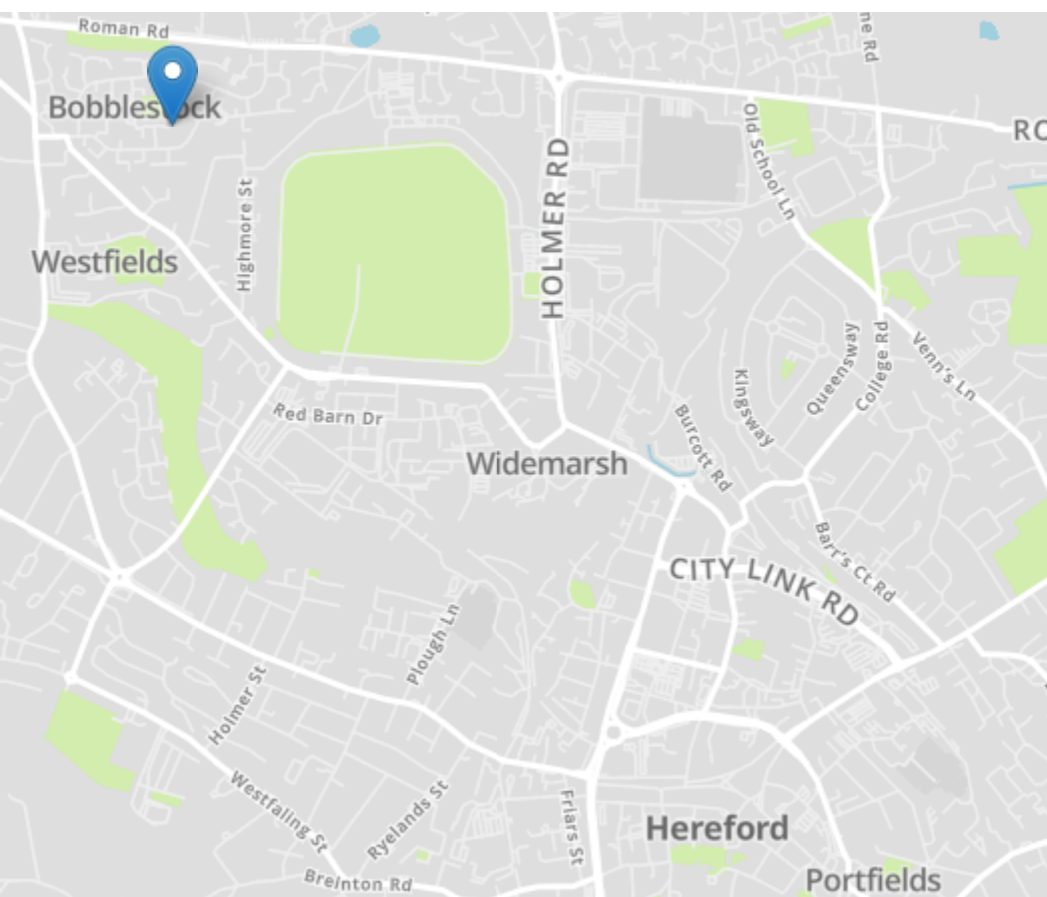 Roman Rd
ne Rd
Bobblestock
RO
HOLMER RD
Old School Ln
Highmore St
Westfields
Queensway
College Rd
Venn's Ln
Kingsway
Red Barn Dr
Burcott Rd
Widemarsh
Barr's Ct Rd
CITY LINK RD
Plough Ln
Holmer St
Westfaling St
Ryelands St
Friars St
Hereford
Breinton Rd
Portfields